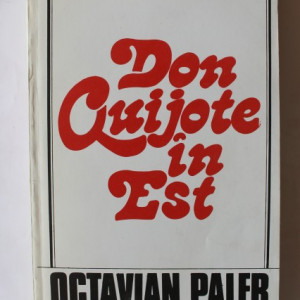 Don
Quijote
în
Est
OCTAVIAN PALER